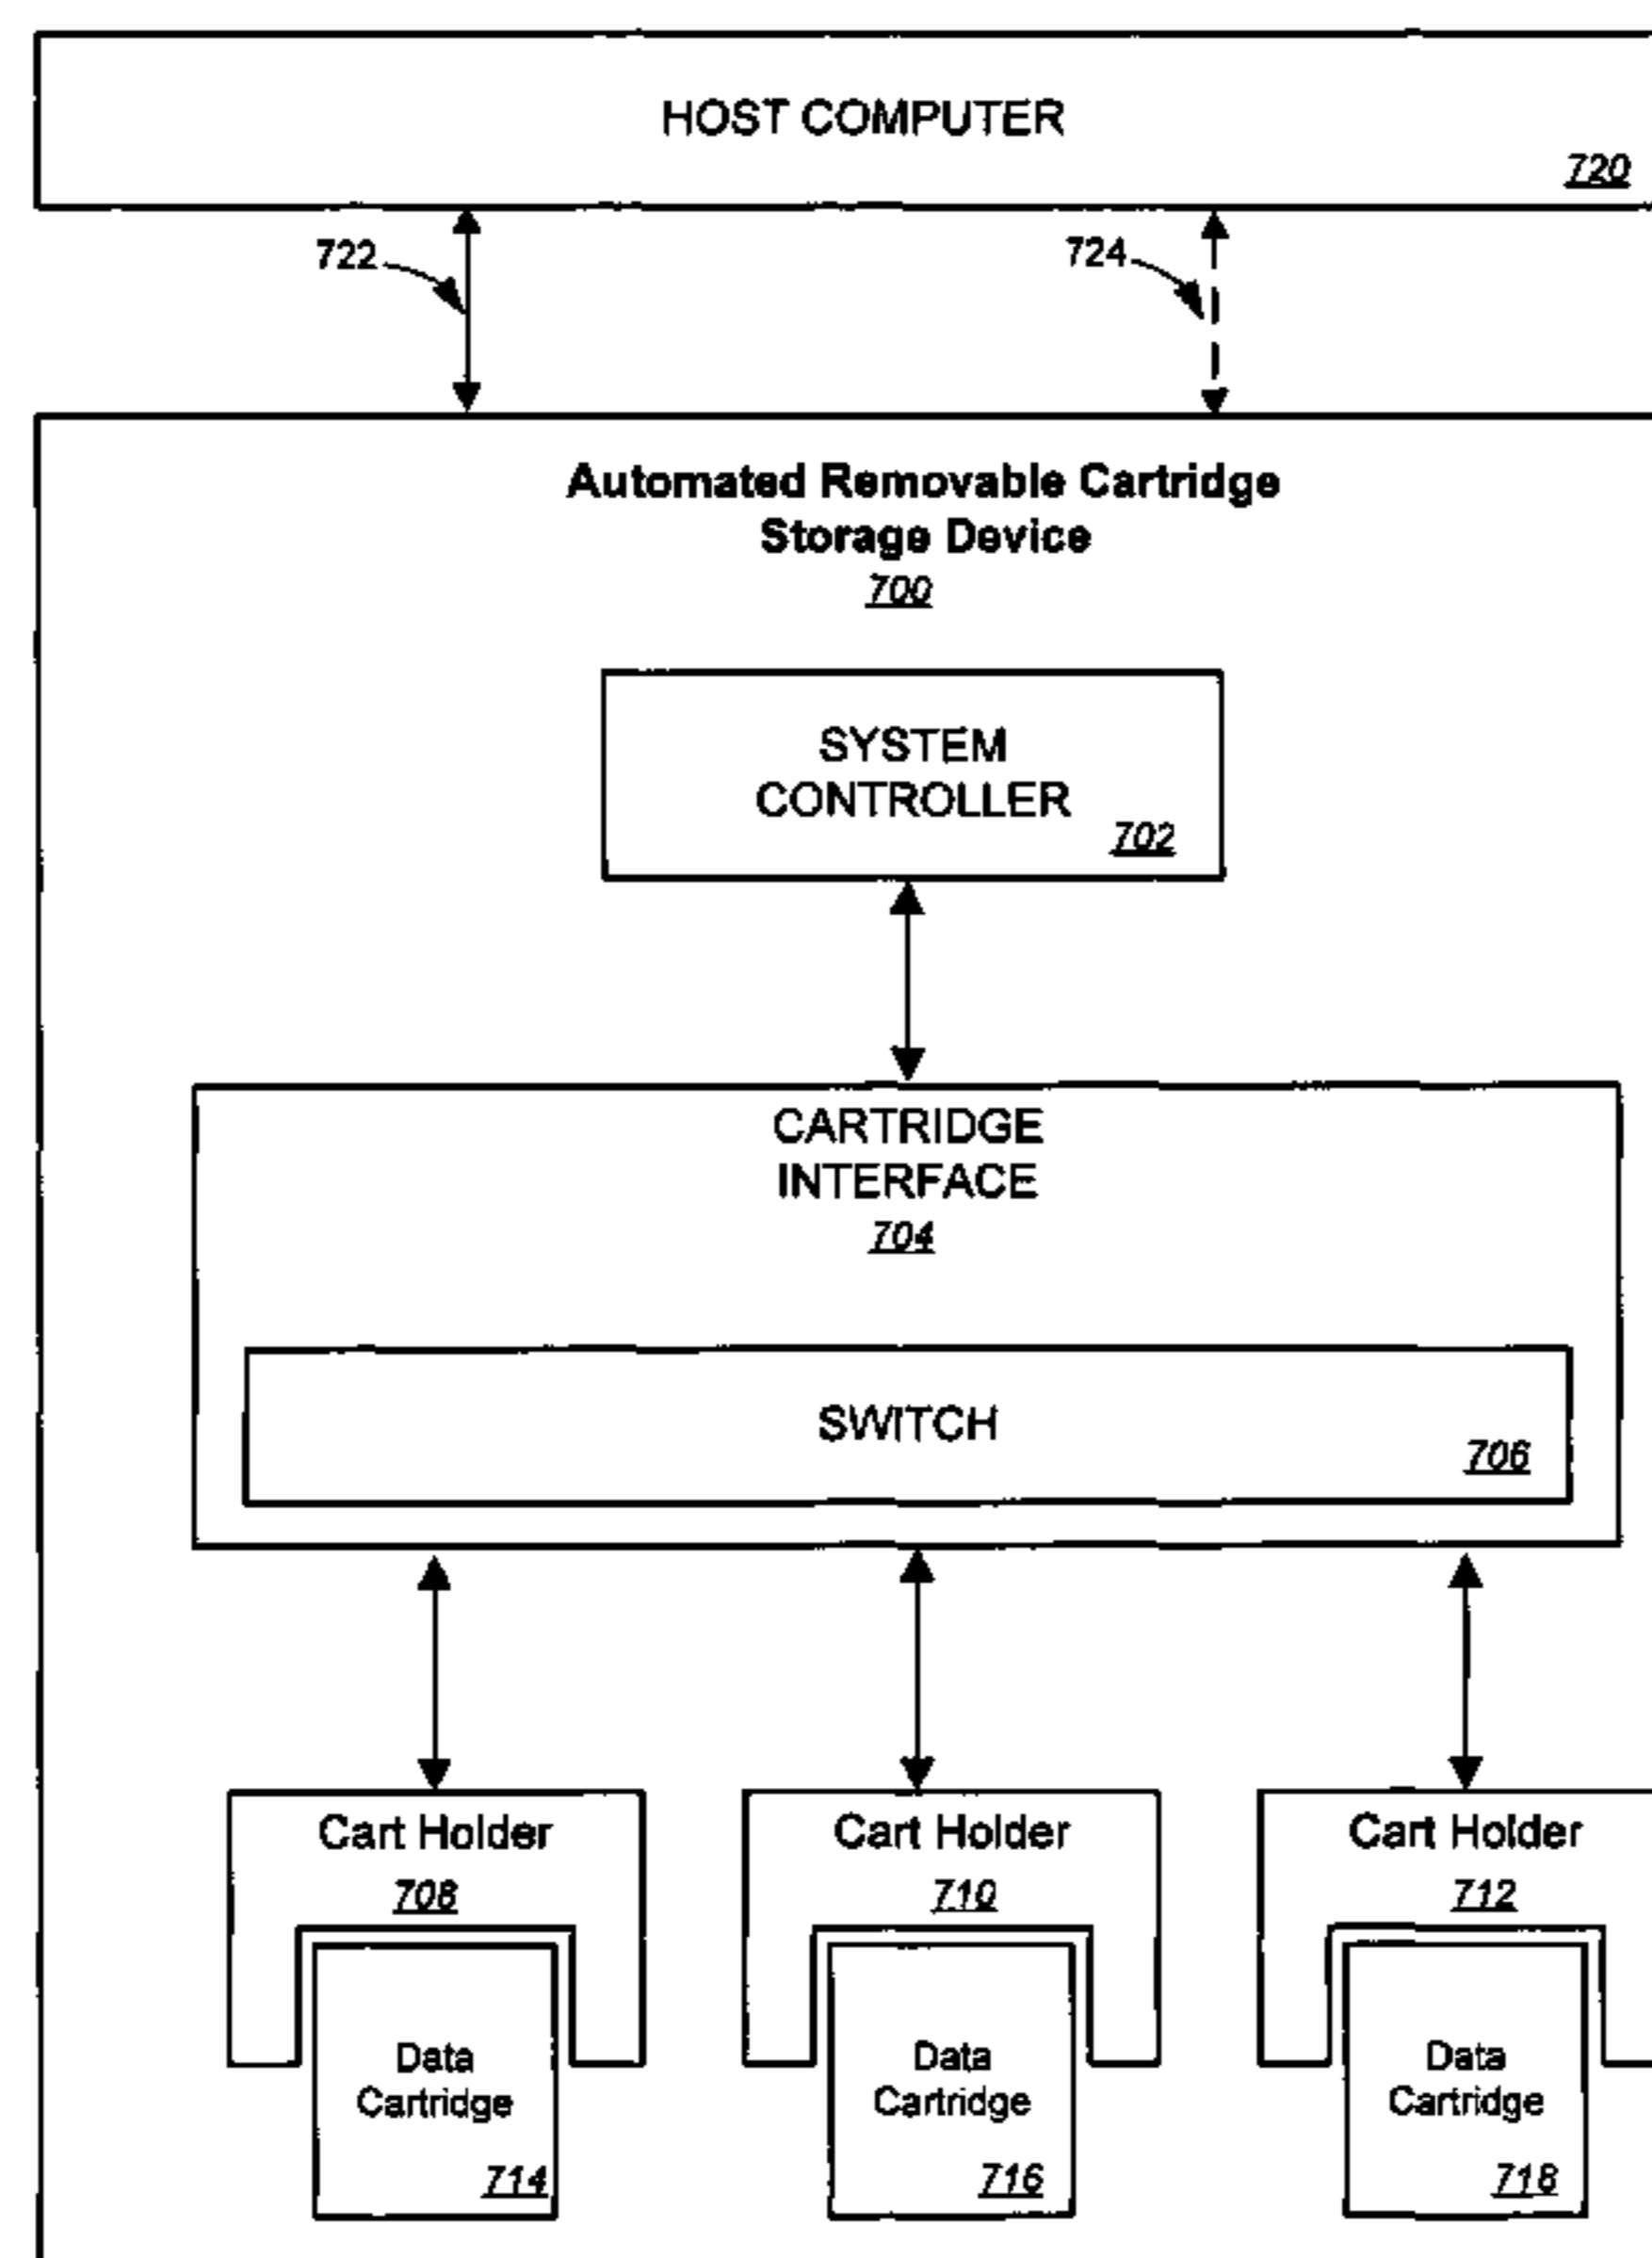 HOST COMPUTER
720
722
724
Automated Removable Cartridge
Storage Device
700
SYSTEM
CONTROLLER
702
CARTRIDGE
INTERFACE
704
SWITCH
706
Cart Holder
708
Cart Holder
710
Cart Holder
712
Data
Cartridge
714
Data
Cartridge
716
Data
Cartridge
718